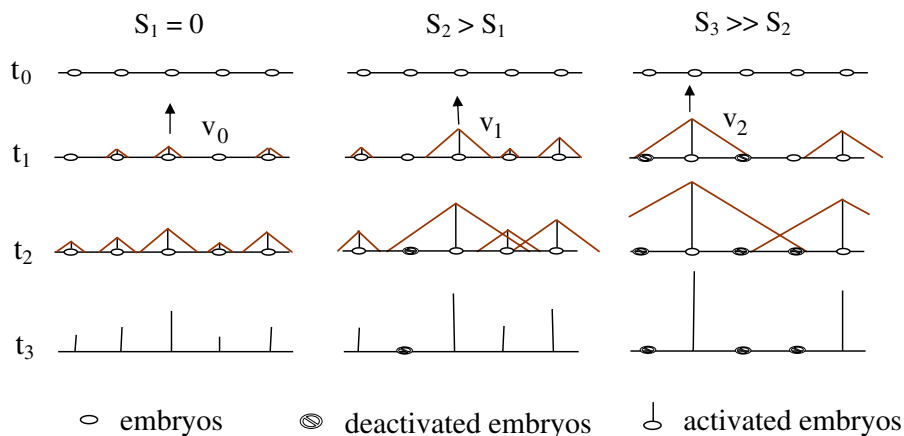 S₁ = 0 S₂ > S₁ S₃ >> S₂
t₀
v₀ v₁ v₂
t₁
t₂
t₃
embryos deactivated embryos activated embryos